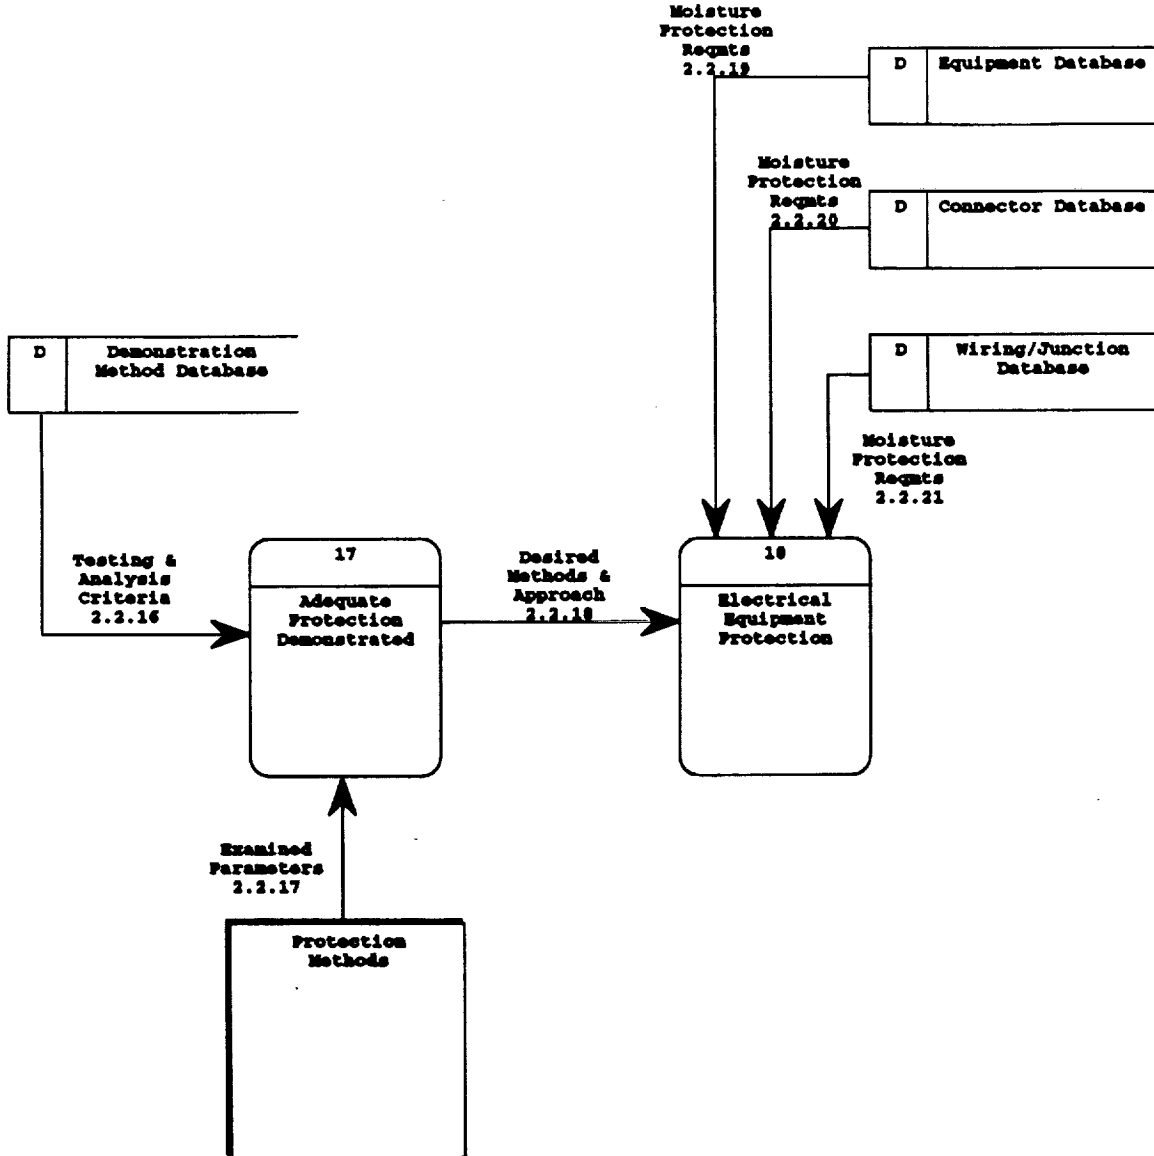 Moisture
Protection
Reqmts
2.2.19
D
Equipment Database
Moisture
Protection
Reqmts
2.2.20
D
Connector Database
D
Demonstration
Method Database
D
Wiring/Junction
Database
Moisture
Protection
Reqmts
2.2.21
Testing &
Analysis
Criteria
2.2.16
17
Adequate
Protection
Demonstrated
Desired
Methods &
Approach
2.2.18
18
Electrical
Equipment
Protection
Examined
Parameters
2.2.17
Protection
Methods